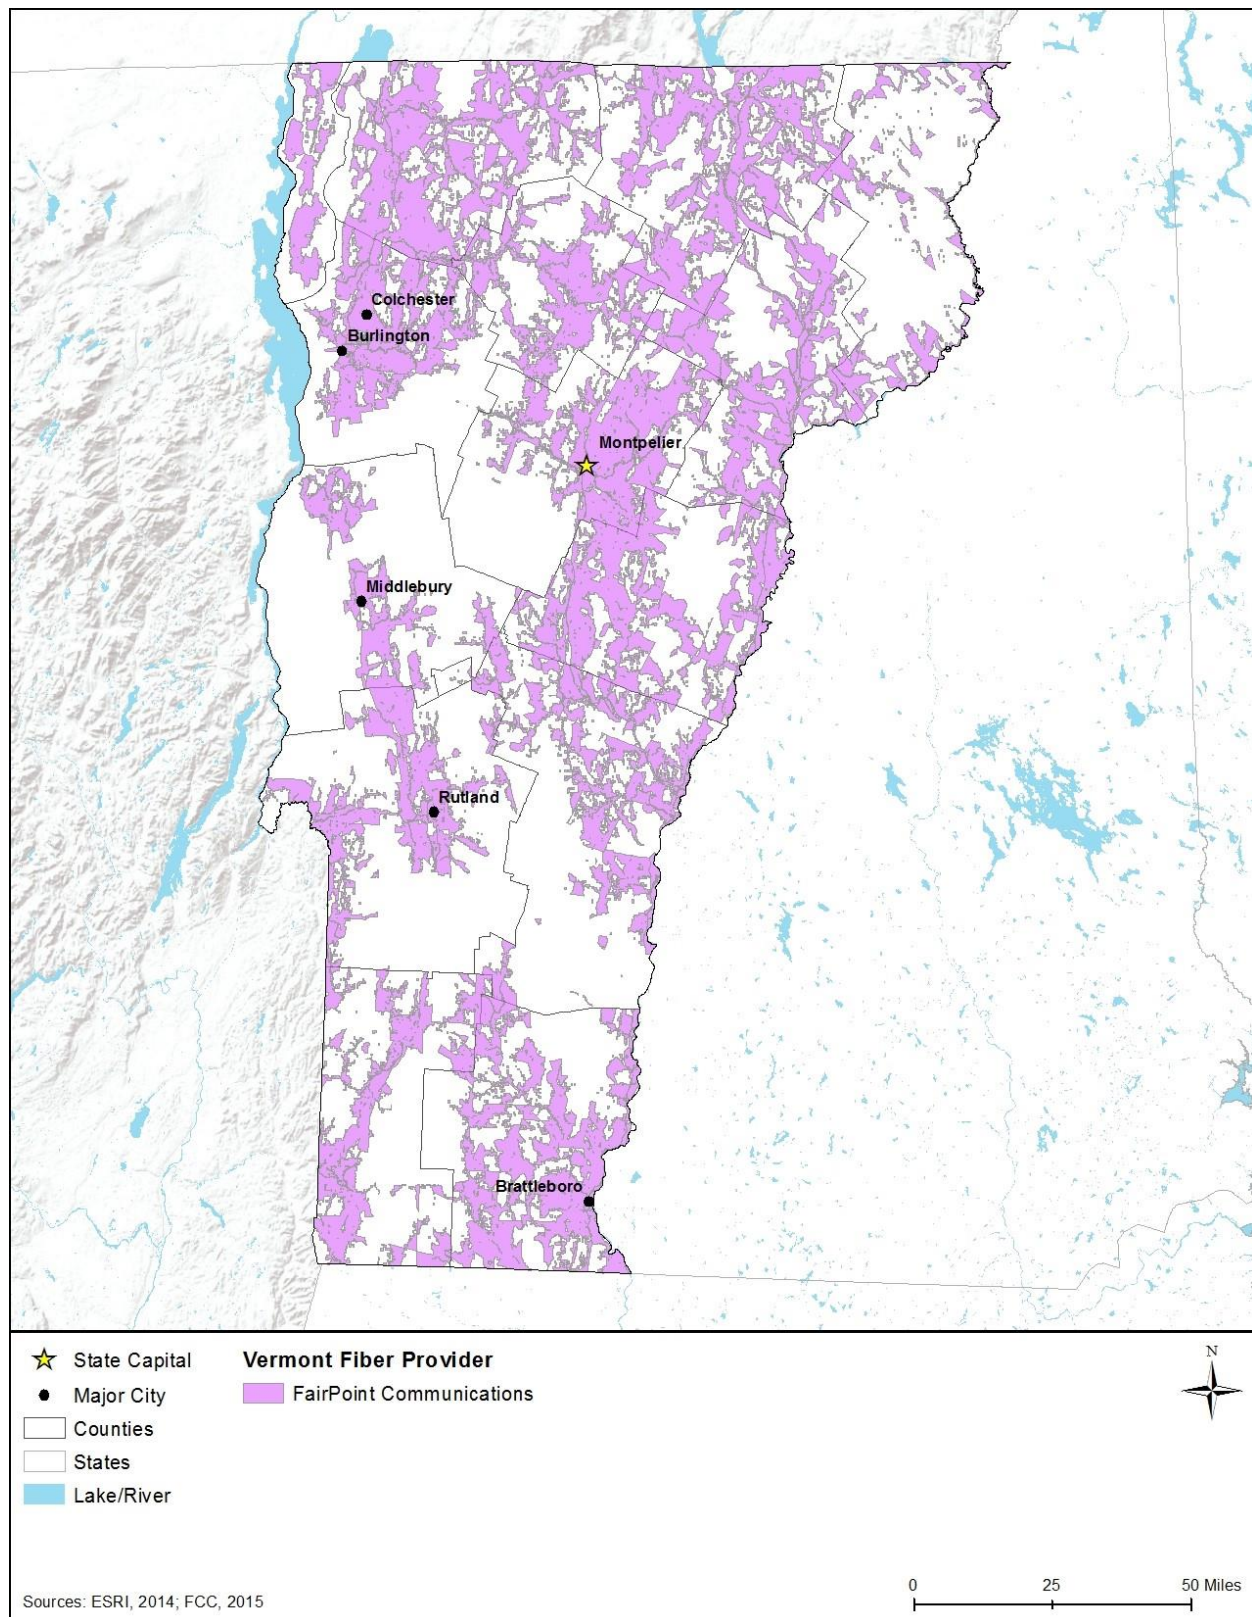 Colchester
Burlington
Montpelier
Middlebury
Rutland
Brattleboro
State Capital
Major City
Counties
States
Lake/River
Vermont Fiber Provider
FairPoint Communications
N
Sources: ESRI, 2014; FCC, 2015
0 25 50 Miles